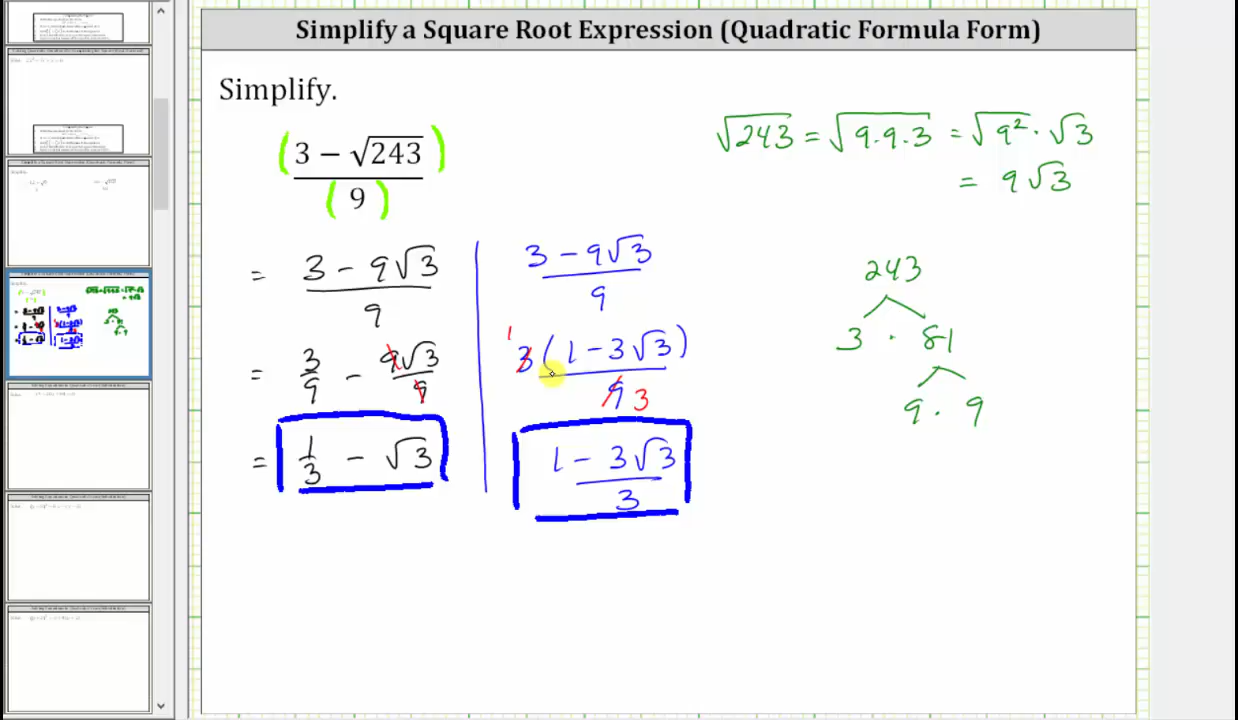 Simplify a Square Root Expression (Quadratic Formula Form)
Simplify.
(3 − √243)
(9)
√243 = √9·9·3 = √9² · √3
= 9√3
= 3 − 9√3
9
= 3/9 − 9√3/9
= 1/3 − √3
3 − 9√3
9
1 3(1 − 3√3)
9 3
1 − 3√3
3
243
3 · 81
9 · 9